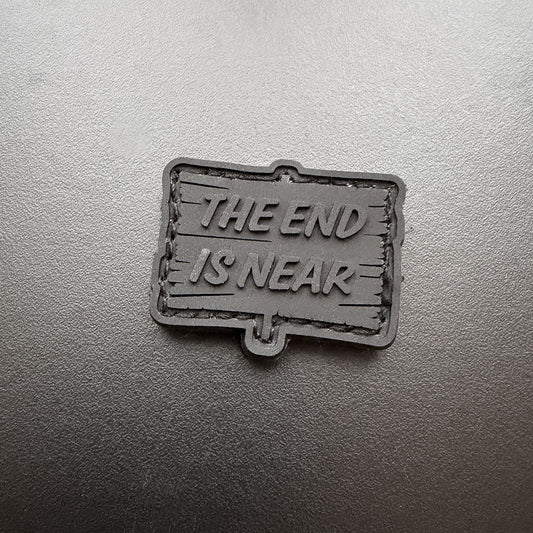 THE END
IS NEAR